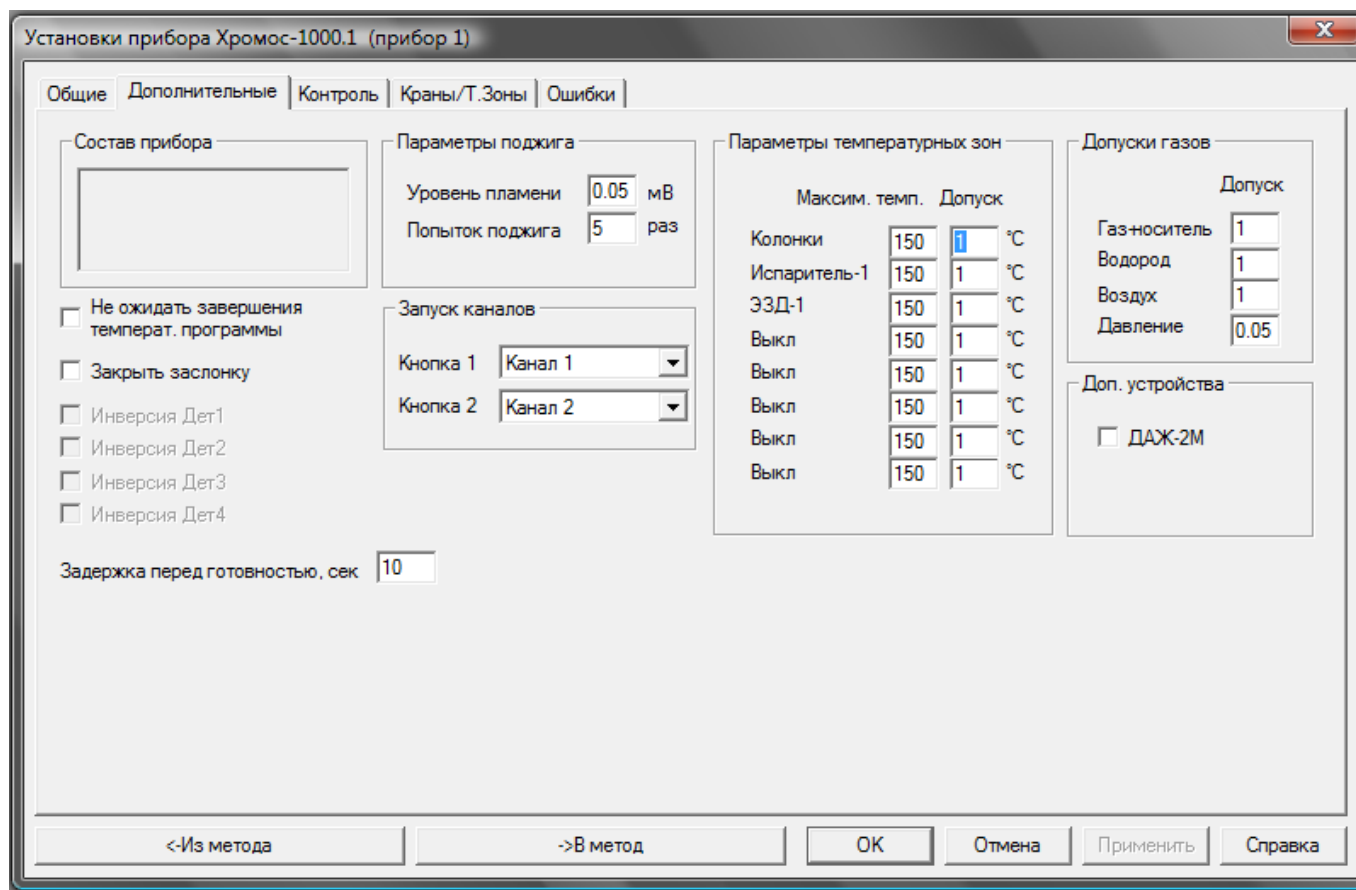 Установки прибора Хромос-1000.1 (прибор 1)
Общие Дополнительные Контроль Краны/Т.Зоны Ошибки
Состав прибора
Не ожидать завершения
температ. программы
Закрыть заслонку
Инверсия Дет1
Инверсия Дет2
Инверсия Дет3
Инверсия Дет4
Задержка перед готовностью, сек 10
Параметры поджига
Уровень пламени 0.05 мВ
Попыток поджига 5 раз
Запуск каналов
Кнопка 1 Канал 1
Кнопка 2 Канал 2
Параметры температурных зон
Максим. темп. Допуск
Колонки 150 1 °C
Испаритель-1 150 1 °C
ЭЗД-1 150 1 °C
Выкл 150 1 °C
Выкл 150 1 °C
Выкл 150 1 °C
Выкл 150 1 °C
Выкл 150 1 °C
Допуски газов
Допуск
Газ-носитель 1
Водород 1
Воздух 1
Давление 0.05
Доп. устройства
ДАЖ-2М
<-Из метода ->В метод OK Отмена Применить Справка